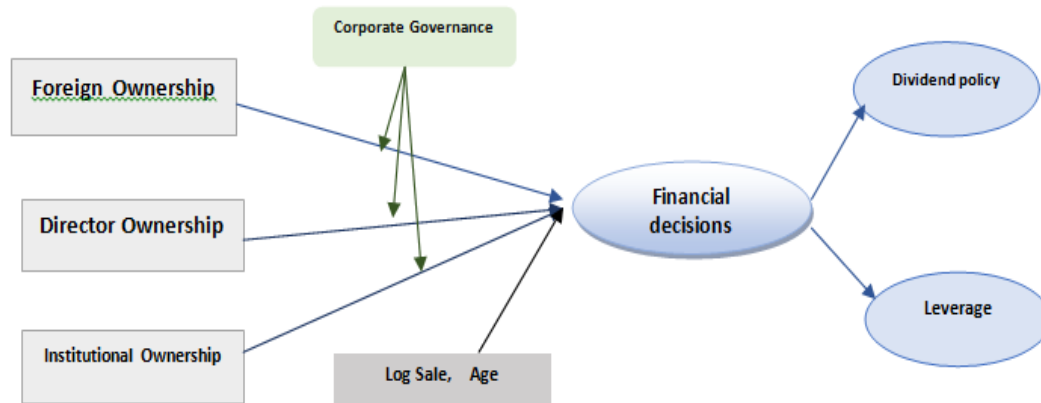 Corporate Governance
Foreign Ownership
Dividend policy
Director Ownership
Financial
decisions
Institutional Ownership
Leverage
Log Sale, Age